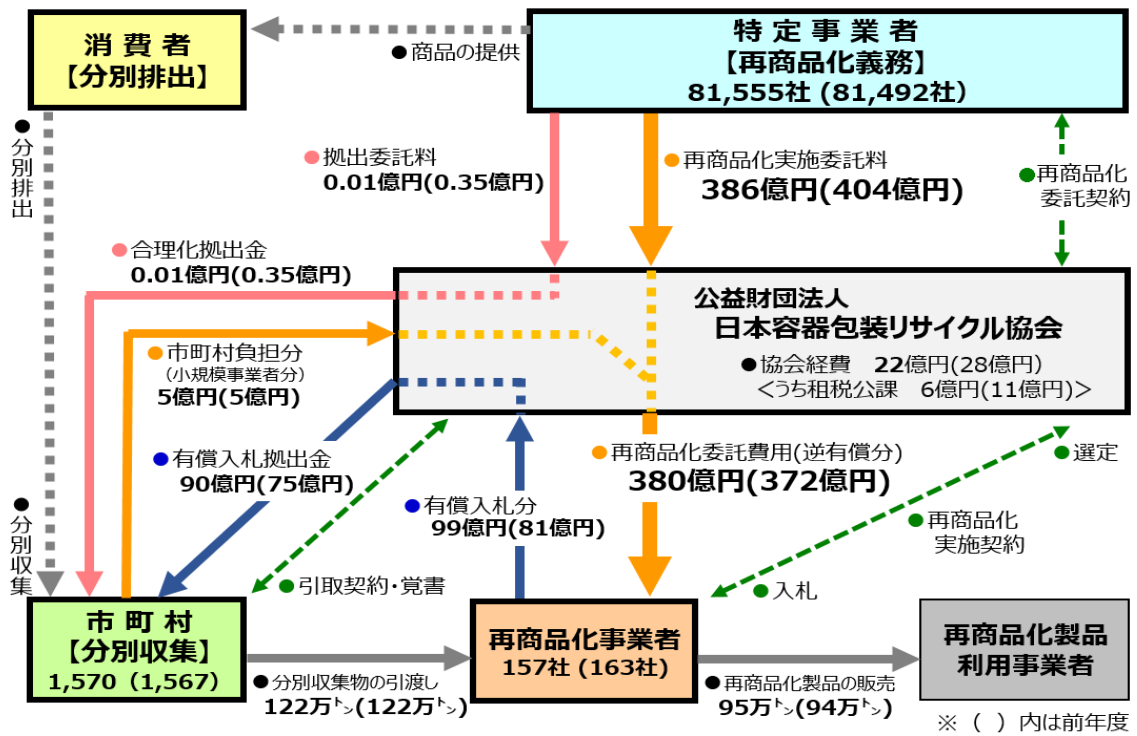 消費者
【分別排出】
特定事業者
【再商品化義務】
81,555社 (81,492社）
●商品の提供
●分別排出
●拠出委託料
0.01億円(0.35億円)
●再商品化実施委託料
386億円(404億円)
●再商品化
委託契約
●合理化拠出金
0.01億円(0.35億円)
公益財団法人
日本容器包装リサイクル協会
●協会経費　22億円(28億円)
＜うち租税公課　6億円(11億円)＞
●市町村負担分
（小規模事業者分）
5億円(5億円)
●有償入札拠出金
90億円(75億円)
●有償入札分
99億円(81億円)
●再商品化委託費用(逆有償分)
380億円(372億円)
●選定
●再商品化
実施契約
●分別収集
●引取契約・覚書
●入札
市町村
【分別収集】
1,570（1,567）
再商品化事業者
157社 (163社)
再商品化製品
利用事業者
●分別収集物の引渡し
122万㌧(122万㌧)
●再商品化製品の販売
95万㌧(94万㌧)
※（ ）内は前年度